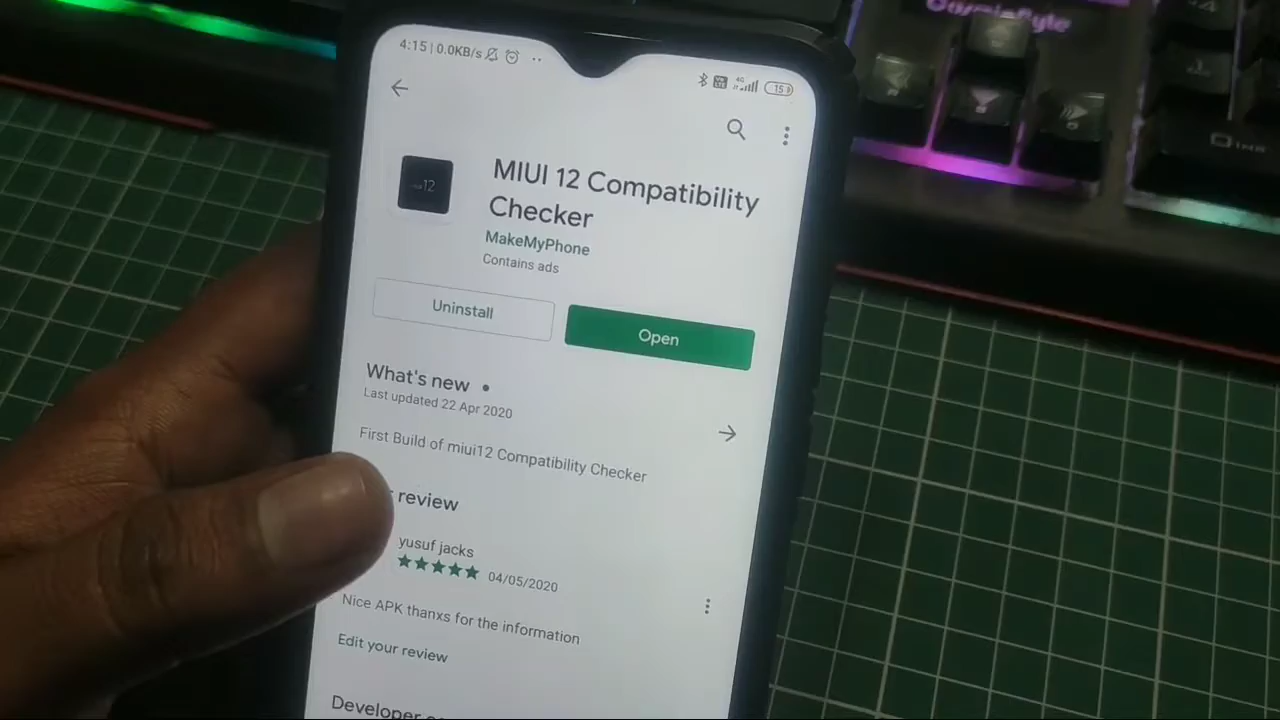 4:15 | 0.0KB/s
15
MIUI 12 Compatibility
Checker
12
MakeMyPhone
Contains ads
Uninstall
Open
What's new
Last updated 22 Apr 2020
First Build of miui12 Compatibility Checker
review
yusuf jacks
04/05/2020
Nice APK thanxs for the information
Edit your review
Developer